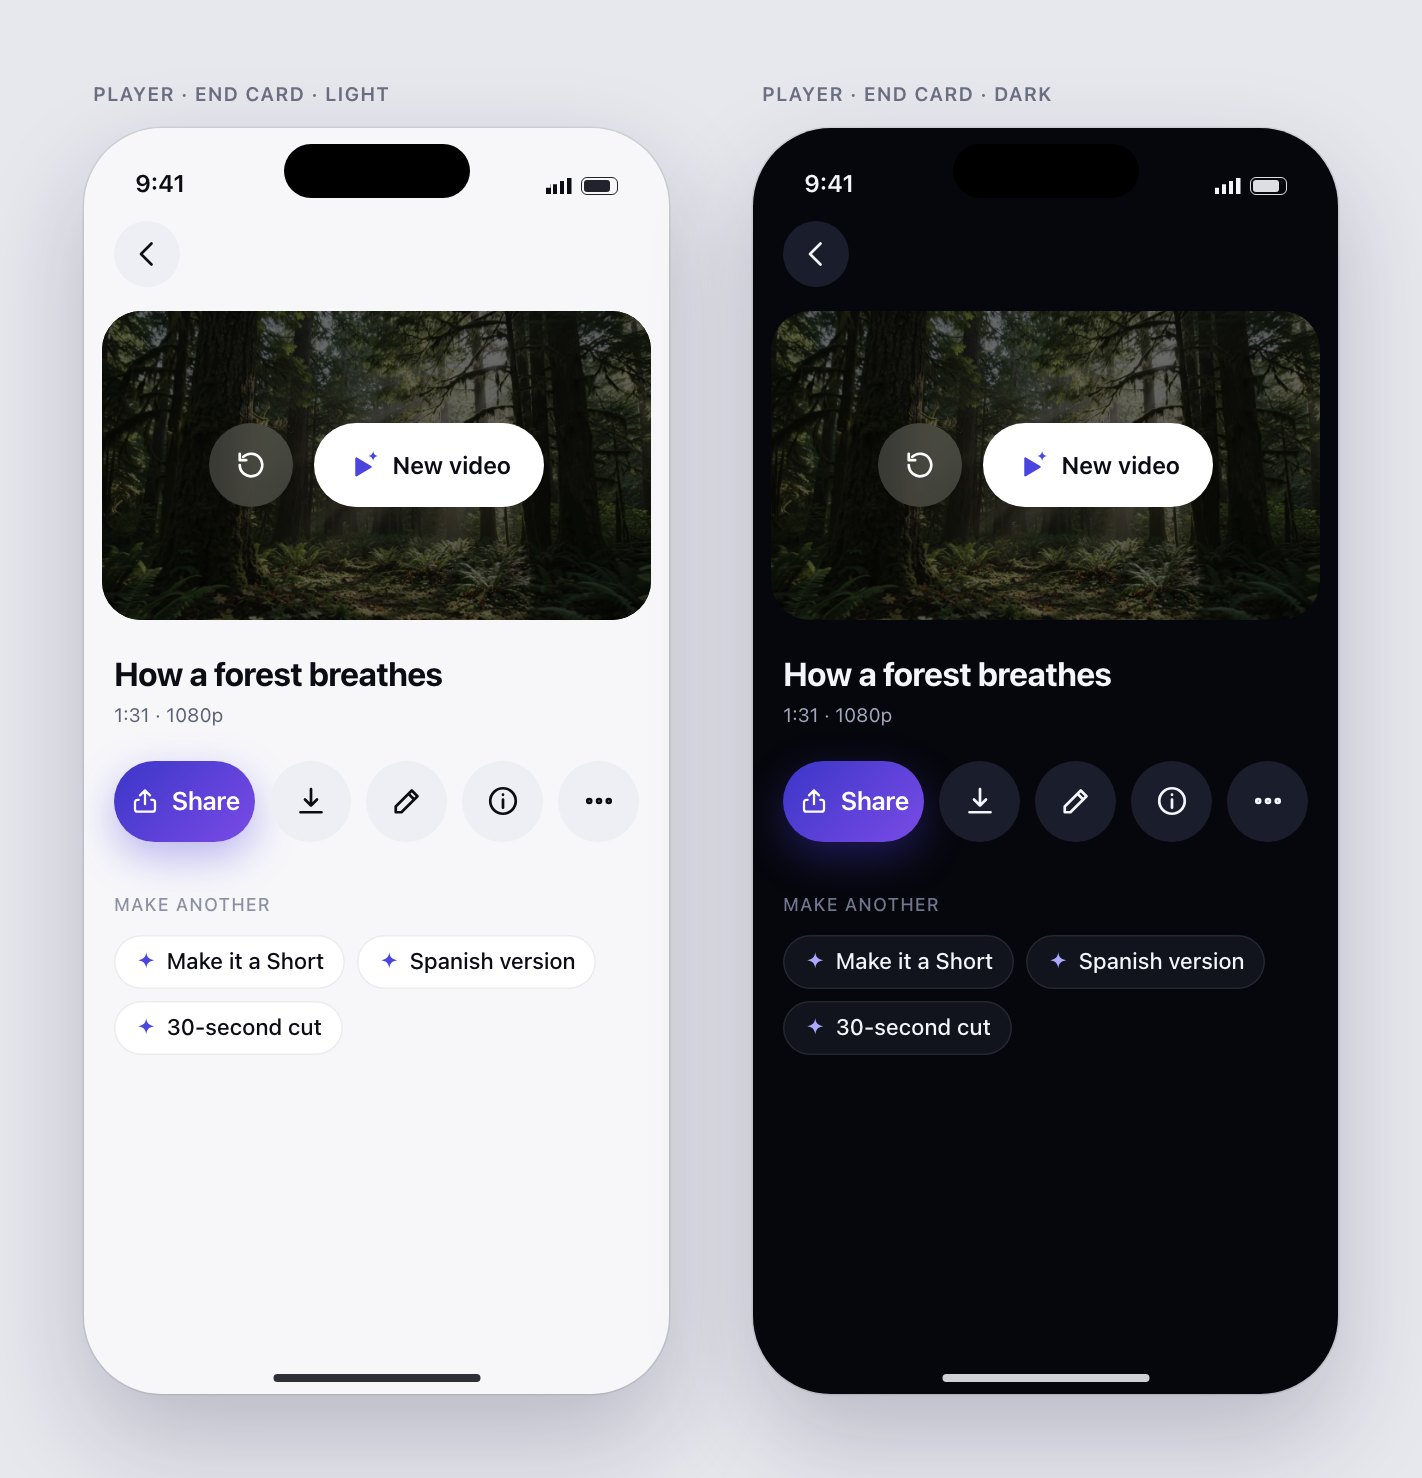 PLAYER · END CARD · LIGHT
9:41
New video
How a forest breathes
1:31 · 1080p
Share
MAKE ANOTHER
Make it a Short
Spanish version
30-second cut
PLAYER · END CARD · DARK
9:41
New video
How a forest breathes
1:31 · 1080p
Share
MAKE ANOTHER
Make it a Short
Spanish version
30-second cut